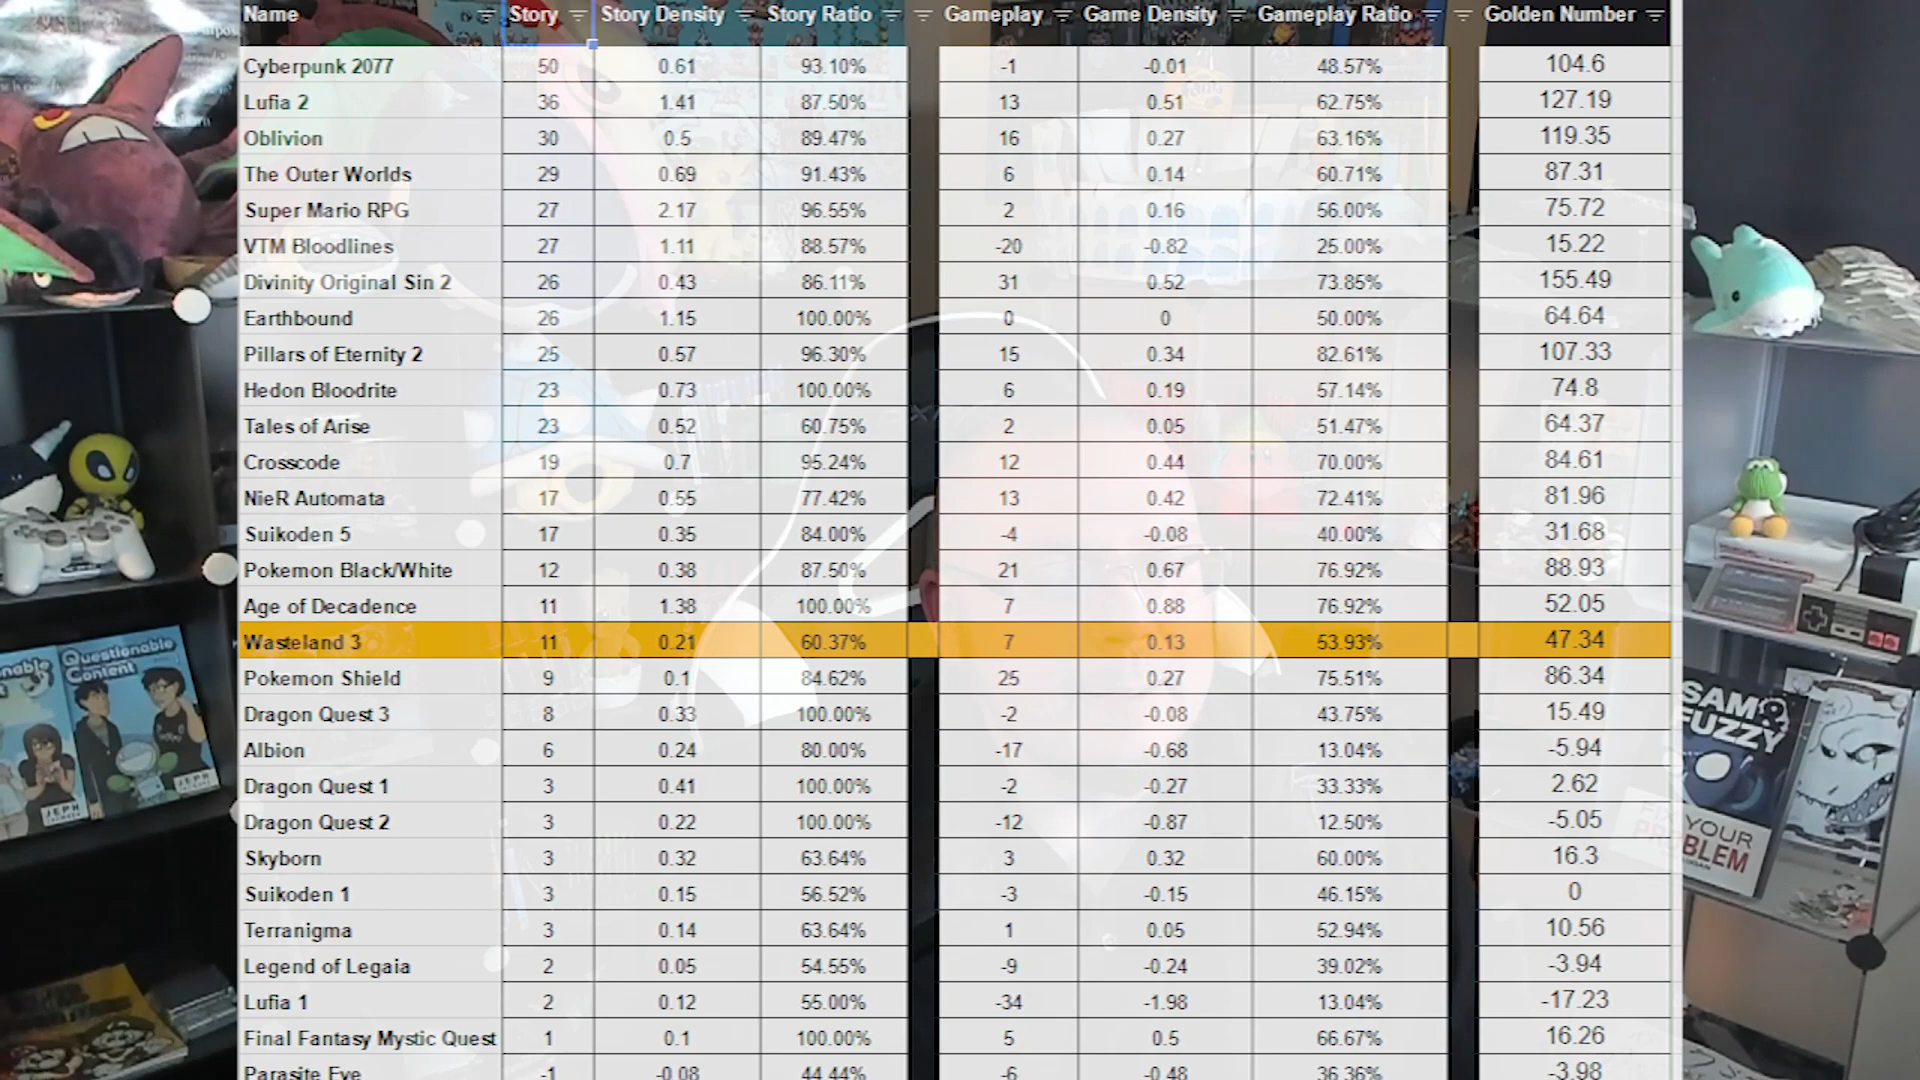 Name Story Story Density Story Ratio Gameplay Game Density Gameplay Ratio Golden Number
Cyberpunk 2077 50 0.61 93.10% -1 -0.01 48.57% 104.6
Lufia 2 36 1.41 87.50% 13 0.51 62.75% 127.19
Oblivion 30 0.5 89.47% 16 0.27 63.16% 119.35
The Outer Worlds 29 0.69 91.43% 6 0.14 60.71% 87.31
Super Mario RPG 27 2.17 96.55% 2 0.16 56.00% 75.72
VTM Bloodlines 27 1.11 88.57% -20 -0.82 25.00% 15.22
Divinity Original Sin 2 26 0.43 86.11% 31 0.52 73.85% 155.49
Earthbound 26 1.15 100.00% 0 0 50.00% 64.64
Pillars of Eternity 2 25 0.57 96.30% 15 0.34 82.61% 107.33
Hedon Bloodrite 23 0.73 100.00% 6 0.19 57.14% 74.8
Tales of Arise 23 0.52 60.75% 2 0.05 51.47% 64.37
Crosscode 19 0.7 95.24% 12 0.44 70.00% 84.61
NieR Automata 17 0.55 77.42% 13 0.42 72.41% 81.96
Suikoden 5 17 0.35 84.00% -4 -0.08 40.00% 31.68
Pokemon Black/White 12 0.38 87.50% 21 0.67 76.92% 88.93
Age of Decadence 11 1.38 100.00% 7 0.88 76.92% 52.05
Wasteland 3 11 0.21 60.37% 7 0.13 53.93% 47.34
Pokemon Shield 9 0.1 84.62% 25 0.27 75.51% 86.34
Dragon Quest 3 8 0.33 100.00% -2 -0.08 43.75% 15.49
Albion 6 0.24 80.00% -17 -0.68 13.04% -5.94
Dragon Quest 1 3 0.41 100.00% -2 -0.27 33.33% 2.62
Dragon Quest 2 3 0.22 100.00% -12 -0.87 12.50% -5.05
Skyborn 3 0.32 63.64% 3 0.32 60.00% 16.3
Suikoden 1 3 0.15 56.52% -3 -0.15 46.15% 0
Terranigma 3 0.14 63.64% 1 0.05 52.94% 10.56
Legend of Legaia 2 0.05 54.55% -9 -0.24 39.02% -3.94
Lufia 1 2 0.12 55.00% -34 -1.98 13.04% -17.23
Final Fantasy Mystic Quest 1 0.1 100.00% 5 0.5 66.67% 16.26
Parasite Eve -1 -0.08 44.44% -6 -0.48 36.36% -3.98
Questionable
Content
JEPH
JEPH
SAM &
FUZZY
YOUR
PROBLEM